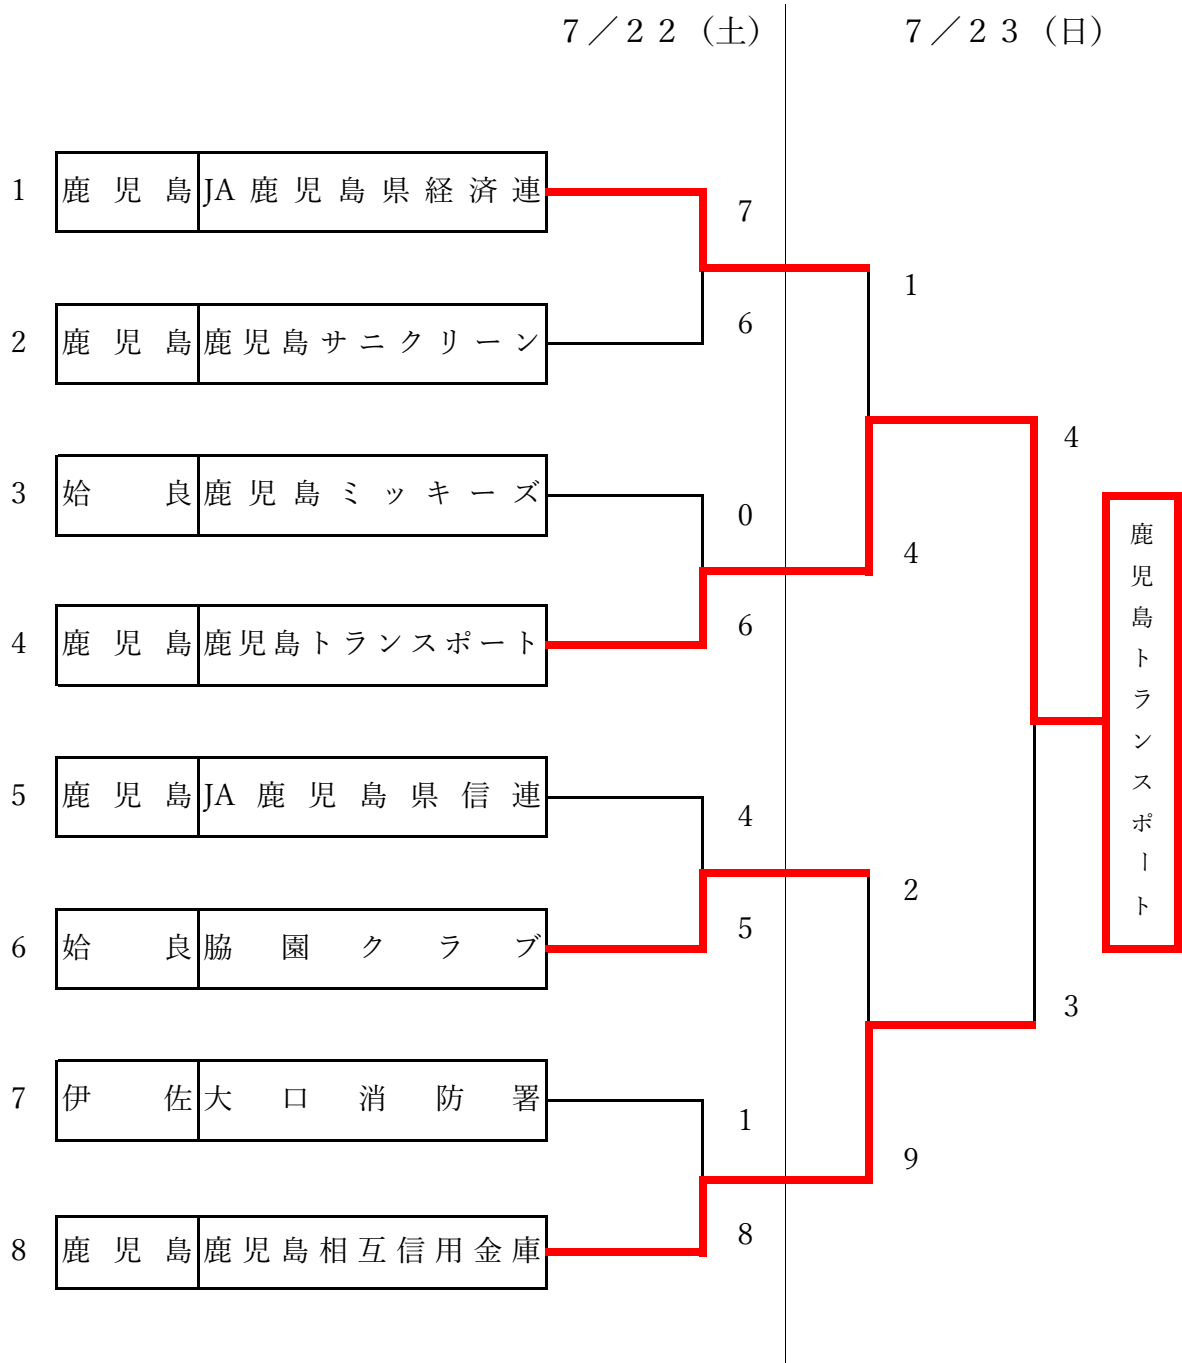 7／22（土） 7／23（日）
1 鹿児島 JA鹿児島県経済連
7
1
6
2 鹿児島 鹿児島サニクリーン
4
3 姶良 鹿児島ミッキーズ
0
4
6
4 鹿児島 鹿児島トランスポート
鹿児島トランスポート
5 鹿児島 JA鹿児島県信連
4
2
5
6 姶良 脇園クラブ
3
7 伊佐 大口消防署
1
9
8
8 鹿児島 鹿児島相互信用金庫